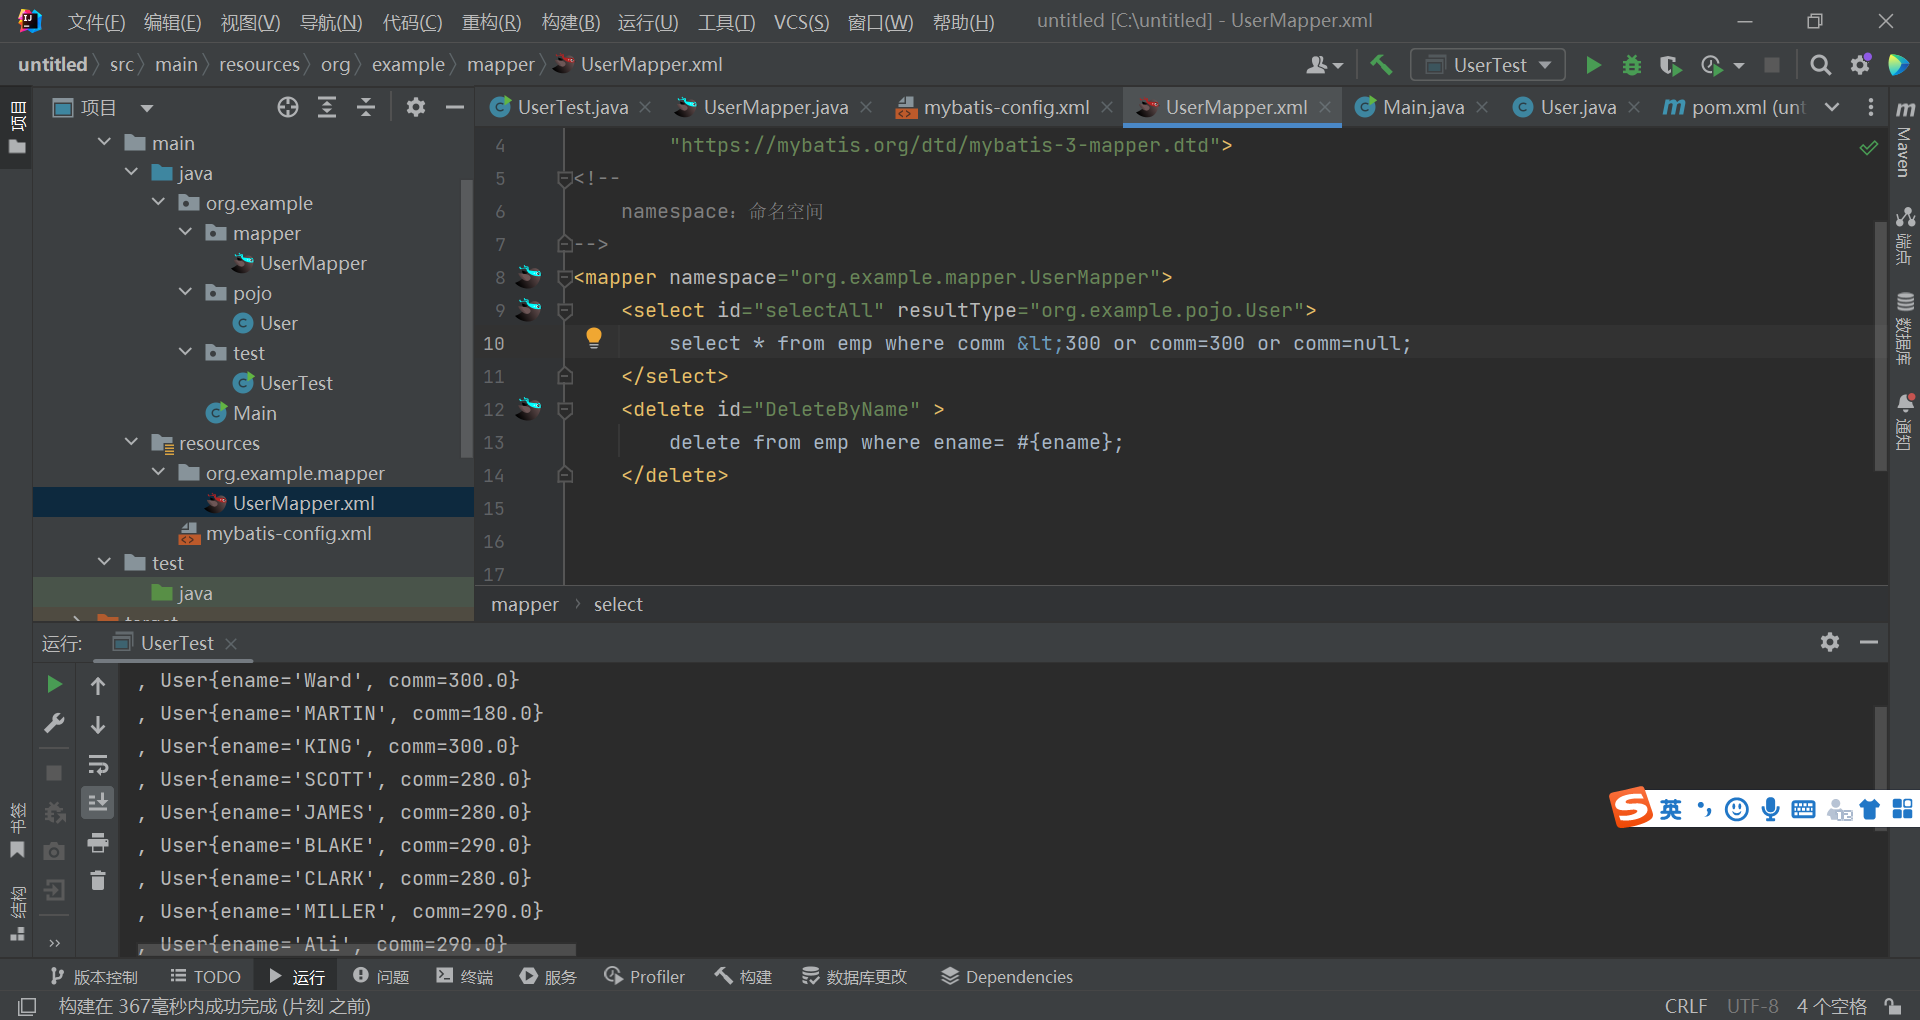 文件(F) 编辑(E) 视图(V) 导航(N) 代码(C) 重构(R) 构建(B) 运行(U) 工具(T) VCS(S) 窗口(W) 帮助(H) untitled [C:\untitled] - UserMapper.xml
untitled src main resources org example mapper UserMapper.xml UserTest
项目
项目
UserTest.java UserMapper.java mybatis-config.xml UserMapper.xml Main.java User.java pom.xml (unt
main
java
org.example
mapper
UserMapper
pojo
User
test
UserTest
Main
resources
org.example.mapper
UserMapper.xml
mybatis-config.xml
test
java
4 "https://mybatis.org/dtd/mybatis-3-mapper.dtd">
5 <!--
6 namespace: 命名空间
7 -->
8 <mapper namespace="org.example.mapper.UserMapper">
9 <select id="selectAll" resultType="org.example.pojo.User">
10 select * from emp where comm &lt;300 or comm=300 or comm=null;
11 </select>
12 <delete id="DeleteByName" >
13 delete from emp where ename= #{ename};
14 </delete>
15
16
17
mapper select
Maven
端点
数据库
通知
运行: UserTest
, User{ename='Ward', comm=300.0}
, User{ename='MARTIN', comm=180.0}
, User{ename='KING', comm=300.0}
, User{ename='SCOTT', comm=280.0}
, User{ename='JAMES', comm=280.0}
, User{ename='BLAKE', comm=290.0}
, User{ename='CLARK', comm=280.0}
, User{ename='MILLER', comm=290.0}
, User{ename='Ali', comm=290.0}
书签
结构
英
版本控制 TODO 运行 问题 终端 服务 Profiler 构建 数据库更改 Dependencies
构建在 367毫秒内成功完成 (片刻 之前) CRLF UTF-8 4 个空格